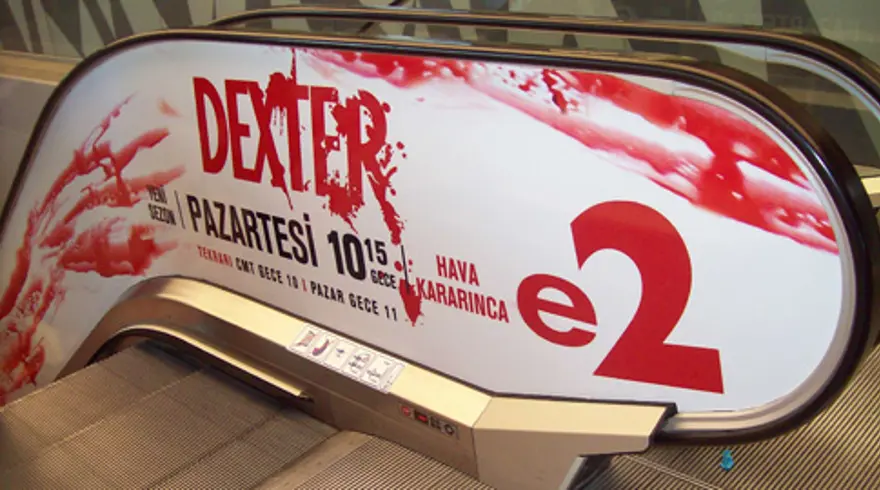 DEXTER
YENİ
SEZON
PAZARTESİ 10 15
GECE
TEKRARI CMT GECE 10 | PAZAR GECE 11
HAVA
KARARINCA
e2